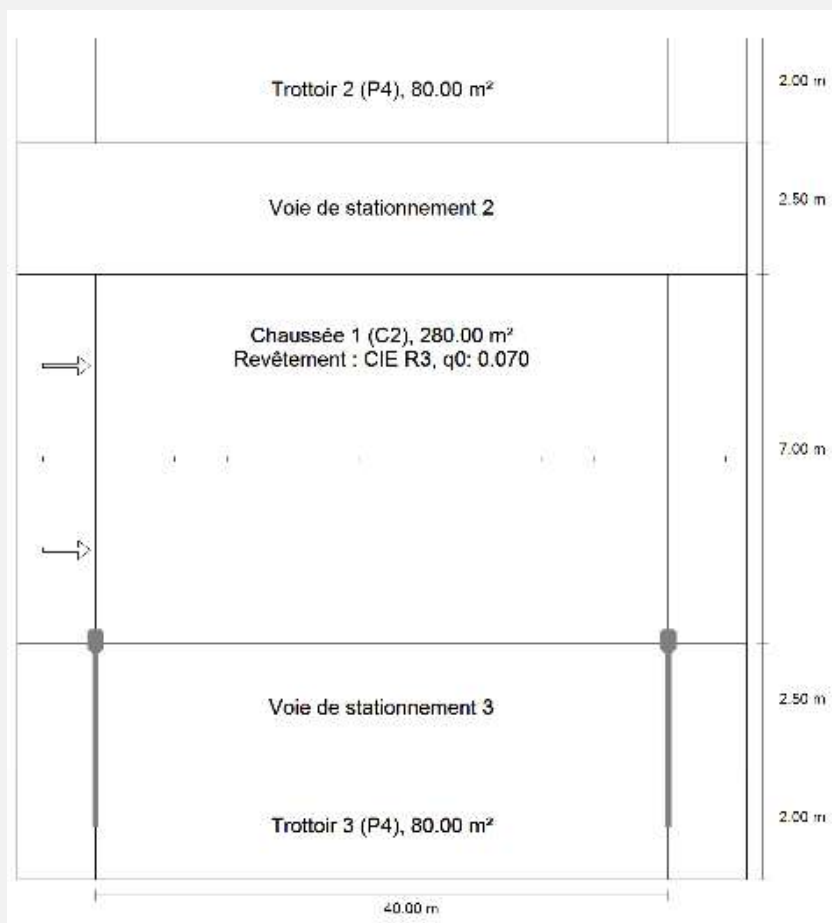 Trottoir 2 (P4), 80.00 m²
2.00 m
Voie de stationnement 2
2.50 m
Chaussée 1 (C2), 280.00 m²
Revêtement : CIE R3, q0: 0.070
7.00 m
Voie de stationnement 3
2.50 m
Trottoir 3 (P4), 80.00 m²
2.00 m
40.00 m